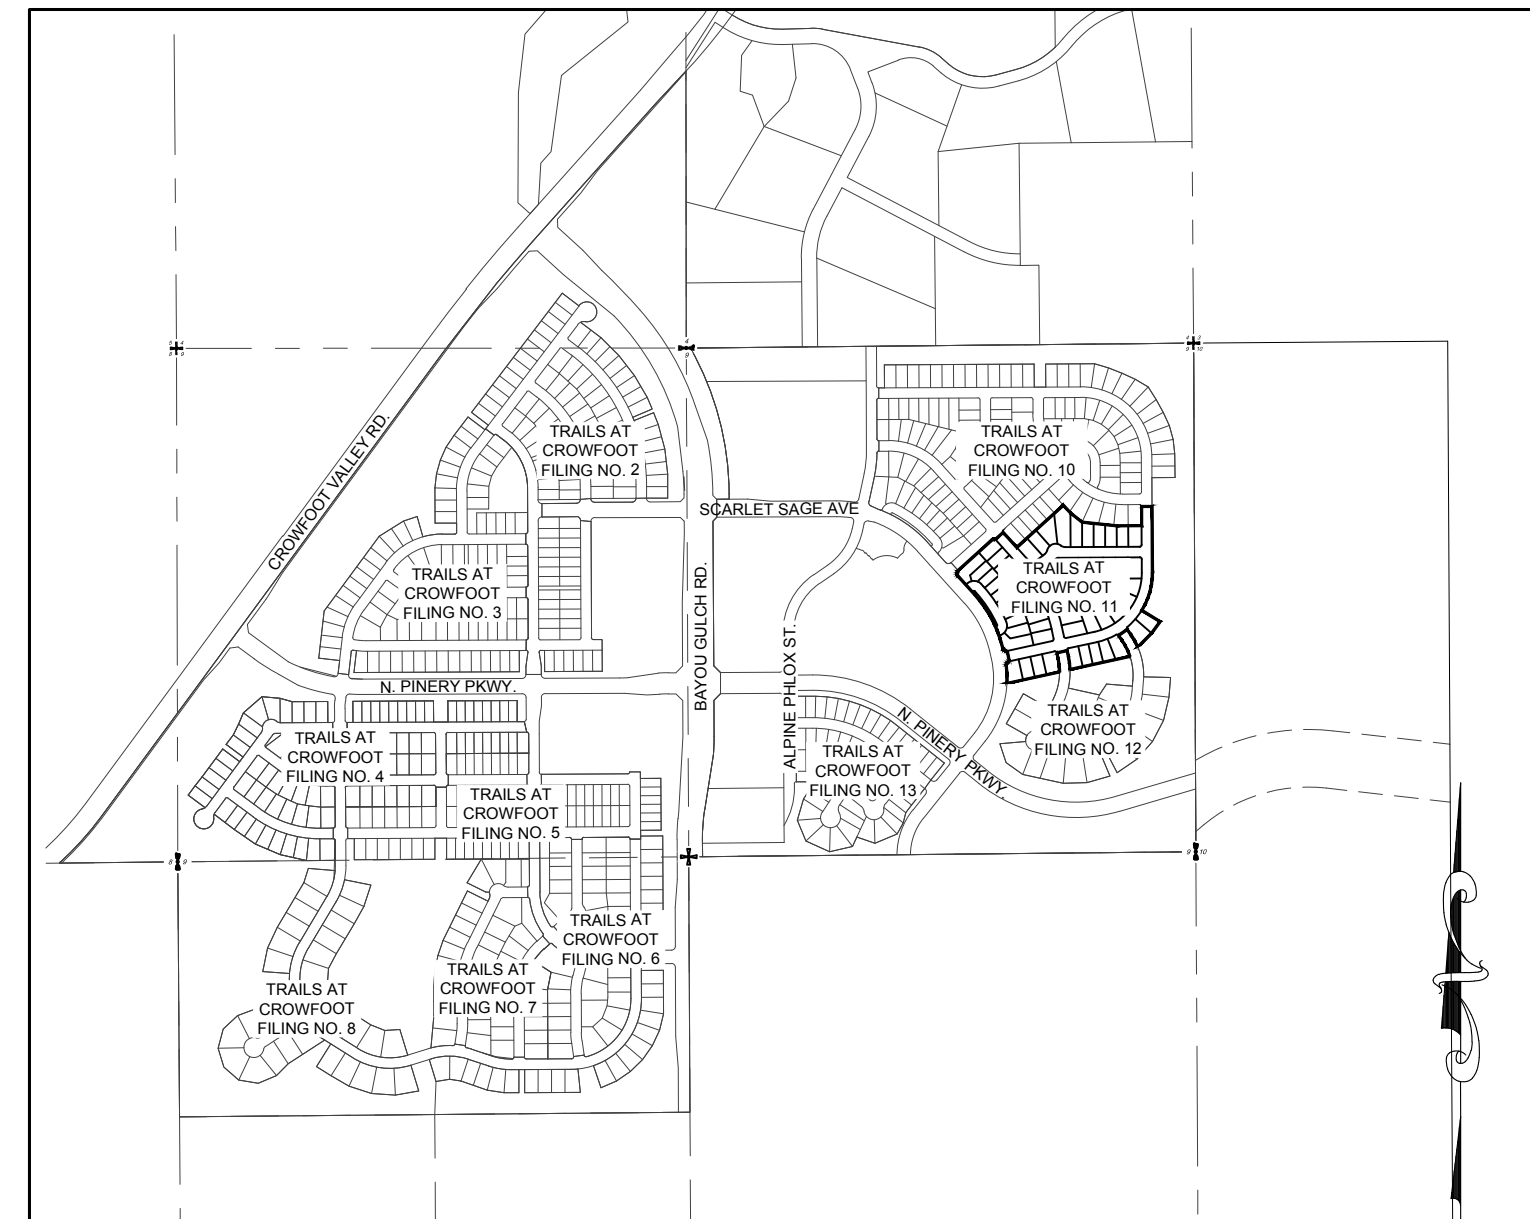 TRAILS AT
CROWFOOT
FILING NO. 2
TRAILS AT
CROWFOOT
FILING NO. 10
CROWFOOT VALLEY RD.
SCARLET SAGE AVE
TRAILS AT
CROWFOOT
FILING NO. 3
TRAILS AT
CROWFOOT
FILING NO. 11
BAYOU GULCH RD.
ALPINE PHLOX ST.
N. PINERY PKWY.
N. PINERY PKWY.
TRAILS AT
CROWFOOT
FILING NO. 12
TRAILS AT
CROWFOOT
FILING NO. 4
TRAILS AT
CROWFOOT
FILING NO. 13
TRAILS AT
CROWFOOT
FILING NO. 5
8 9
9 10
TRAILS AT
CROWFOOT
FILING NO. 6
TRAILS AT
CROWFOOT
FILING NO. 7
TRAILS AT
CROWFOOT
FILING NO. 8